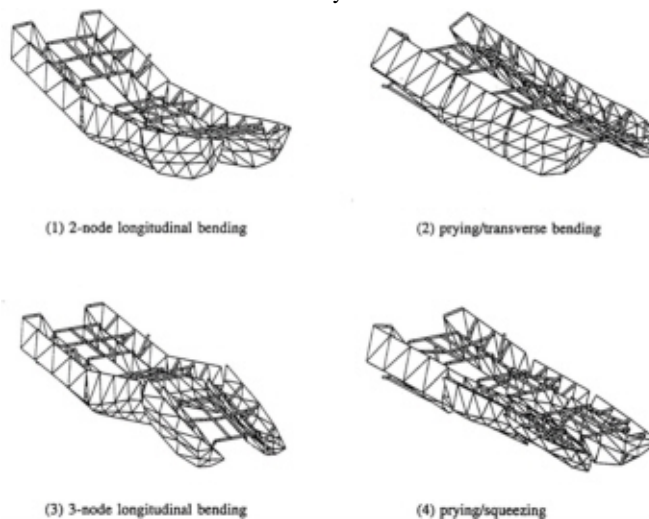 (1) 2-node longitudinal bending
(2) prying/transverse bending
(3) 3-node longitudinal bending
(4) prying/squeezing